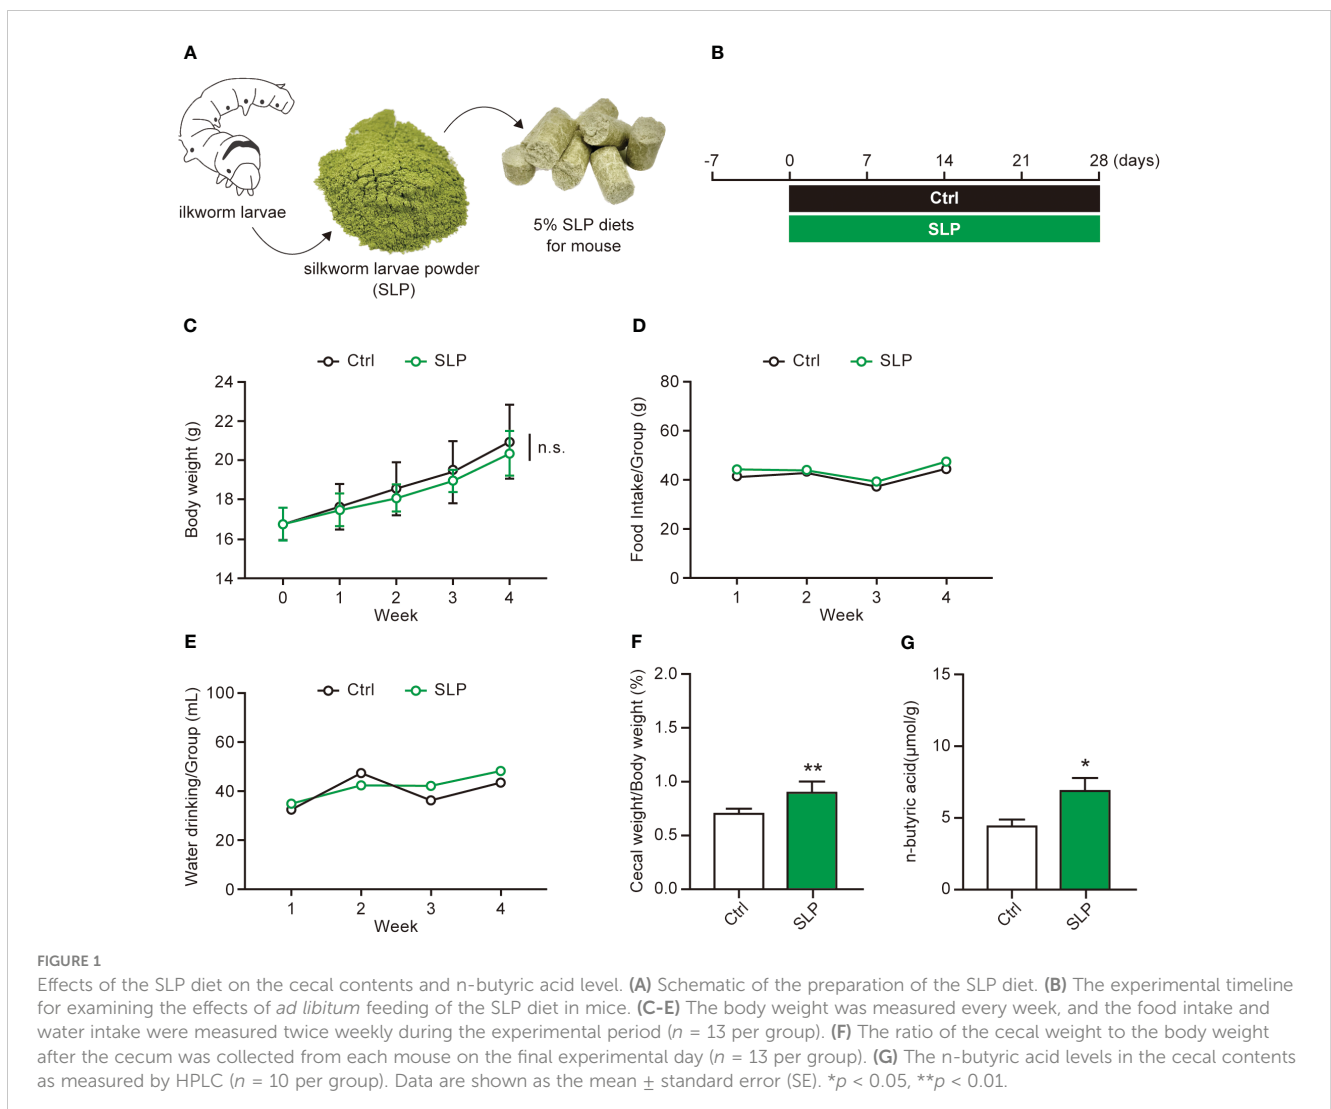 A
ilkworm larvae
silkworm larvae powder
(SLP)
5% SLP diets
for mouse
B
-7 0 7 14 21 28 (days)
Ctrl
SLP
C
Ctrl SLP
Body weight (g)
24
22
20
18
16
14
n.s.
0 1 2 3 4
Week
D
Ctrl SLP
Food Intake/Group (g)
80
60
40
20
0
1 2 3 4
Week
E
Ctrl SLP
Water drinking/Group (mL)
100
60
40
20
0
1 2 3 4
Week
F
Cecal weight/Body weight (%)
2.0
1.5
1.0
0.5
0.0
**
Ctrl SLP
G
n-butyric acid(μmol/g)
15
10
5
0
*
Ctrl SLP
FIGURE 1
Effects of the SLP diet on the cecal contents and n-butyric acid level. (A) Schematic of the preparation of the SLP diet. (B) The experimental timeline
for examining the effects of ad libitum feeding of the SLP diet in mice. (C-E) The body weight was measured every week, and the food intake and
water intake were measured twice weekly during the experimental period (n = 13 per group). (F) The ratio of the cecal weight to the body weight
after the cecum was collected from each mouse on the final experimental day (n = 13 per group). (G) The n-butyric acid levels in the cecal contents
as measured by HPLC (n = 10 per group). Data are shown as the mean ± standard error (SE). *p < 0.05, **p < 0.01.